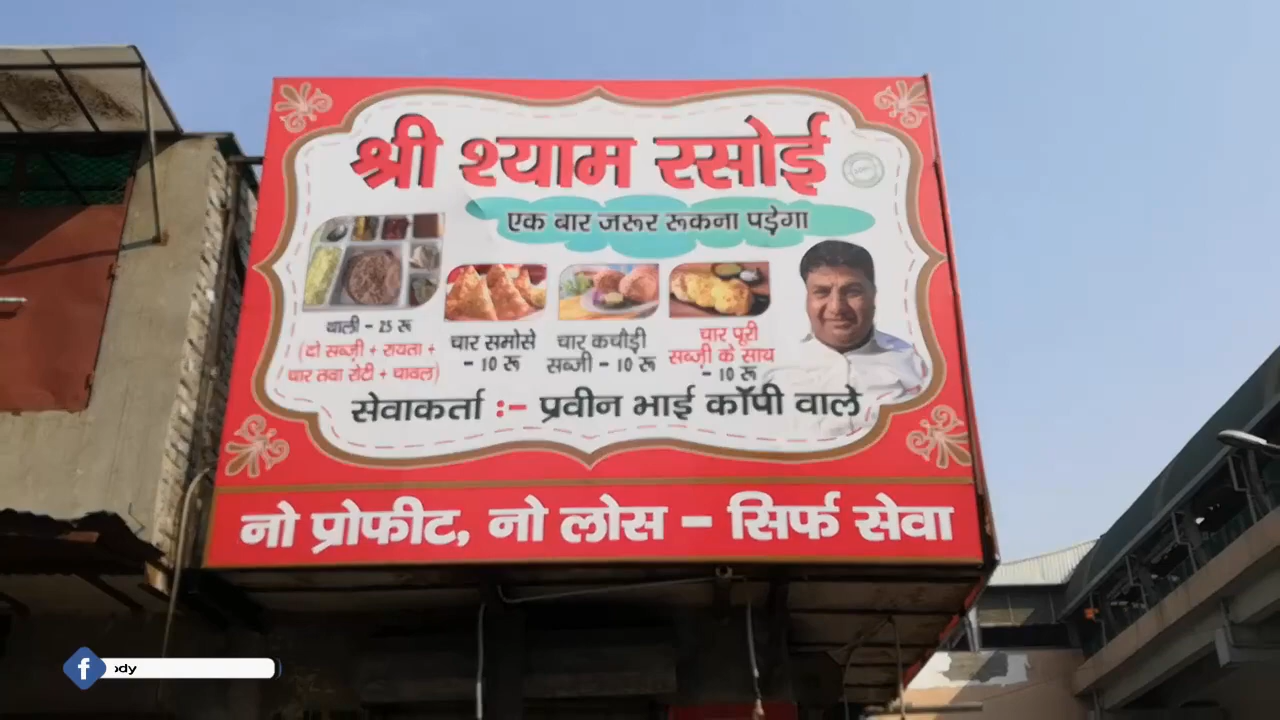 श्री श्याम रसोई
एक बार जरूर रूकना पड़ेगा
थाली - 25 रू
(दो सब्ज़ी + रायता +
चार तवा रोटी + चावल)
चार समोसे
- 10 रू
चार कचौड़ी
सब्जी - 10 रू
चार पूरी
सब्ज़ी के साथ
- 10 रू
सेवाकर्ता :- प्रवीन भाई कॉपी वाले
नो प्रोफीट, नो लोस - सिर्फ सेवा
f